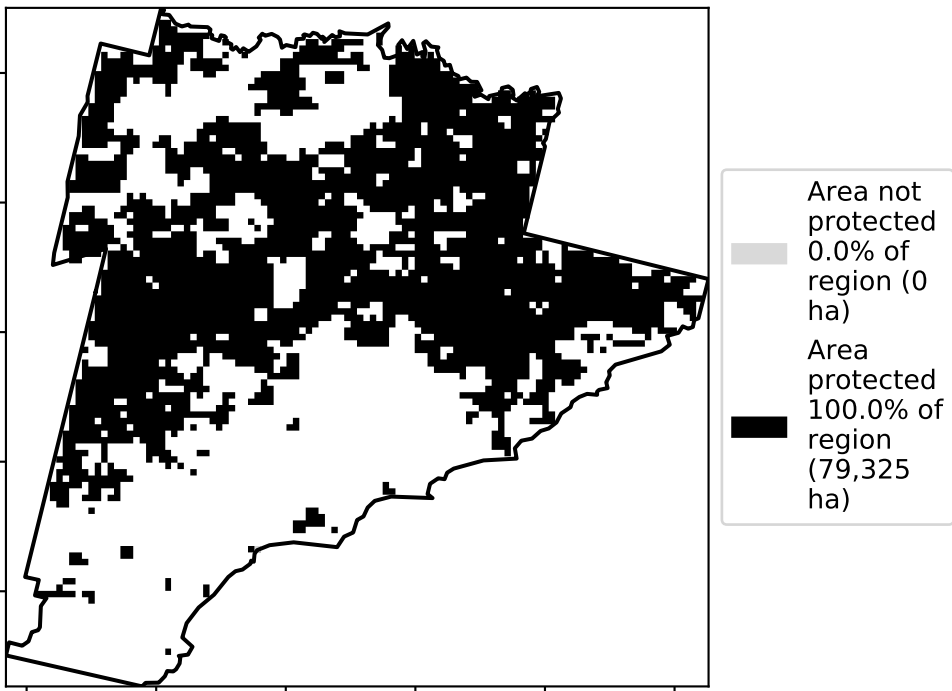 Area not
protected
0.0% of
region (0
ha)
Area
protected
100.0% of
region
(79,325
ha)